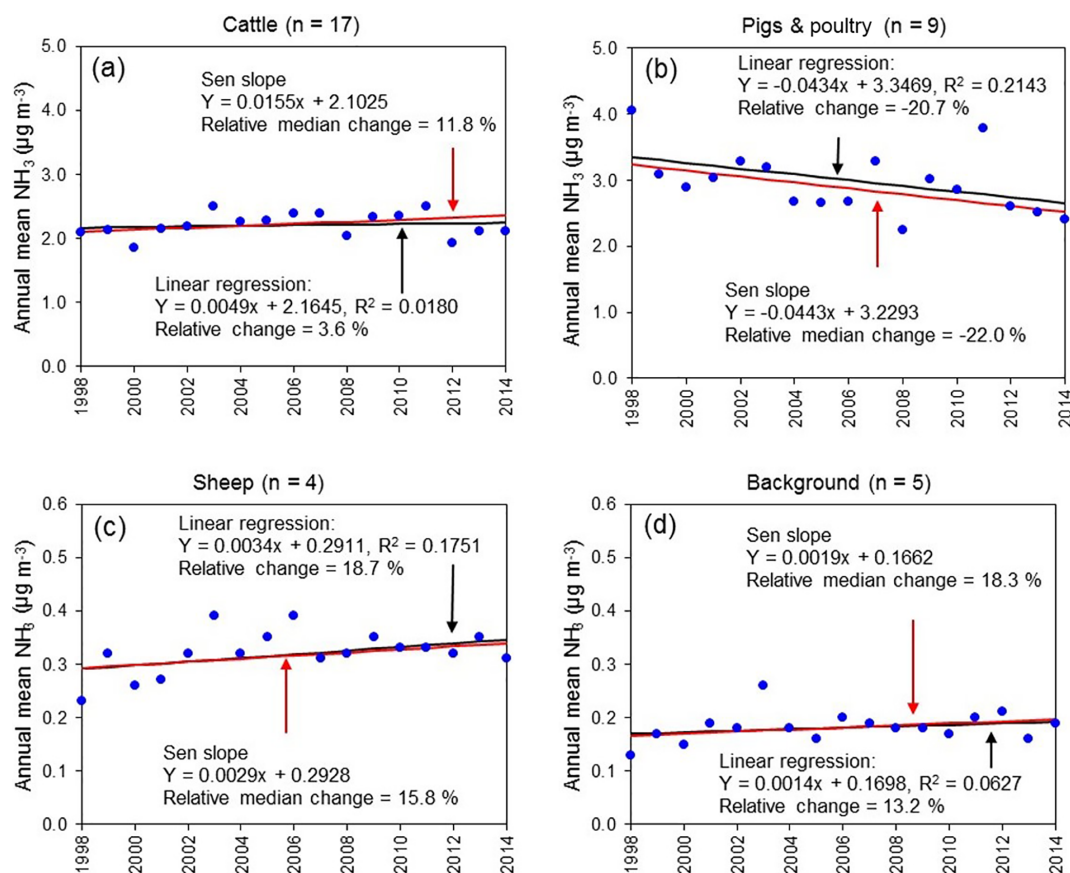 Cattle (n = 17)
(a)
Annual mean NH₃ (µg m⁻³)
5.0
4.0
3.0
2.0
1.0
0.0
Sen slope
Y = 0.0155x + 2.1025
Relative median change = 11.8 %
Linear regression:
Y = 0.0049x + 2.1645, R² = 0.0180
Relative change = 3.6 %
1998
2000
2002
2004
2006
2008
2010
2012
2014
Pigs & poultry (n = 9)
(b)
Annual mean NH₃ (µg m⁻³)
5.0
4.0
3.0
2.0
1.0
0.0
Linear regression:
Y = -0.0434x + 3.3469, R² = 0.2143
Relative change = -20.7 %
Sen slope
Y = -0.0443x + 3.2293
Relative median change = -22.0 %
1998
2000
2002
2004
2006
2008
2010
2012
2014
Sheep (n = 4)
(c)
Annual mean NH₃ (µg m⁻³)
0.6
0.5
0.4
0.3
0.2
0.1
0.0
Linear regression:
Y = 0.0034x + 0.2911, R² = 0.1751
Relative change = 18.7 %
Sen slope
Y = 0.0029x + 0.2928
Relative median change = 15.8 %
1998
2000
2002
2004
2006
2008
2010
2012
2014
Background (n = 5)
(d)
Annual mean NH₃ (µg m⁻³)
0.6
0.5
0.4
0.3
0.2
0.1
0.0
Sen slope
Y = 0.0019x + 0.1662
Relative median change = 18.3 %
Linear regression:
Y = 0.0014x + 0.1698, R² = 0.0627
Relative change = 13.2 %
1998
2000
2002
2004
2006
2008
2010
2012
2014